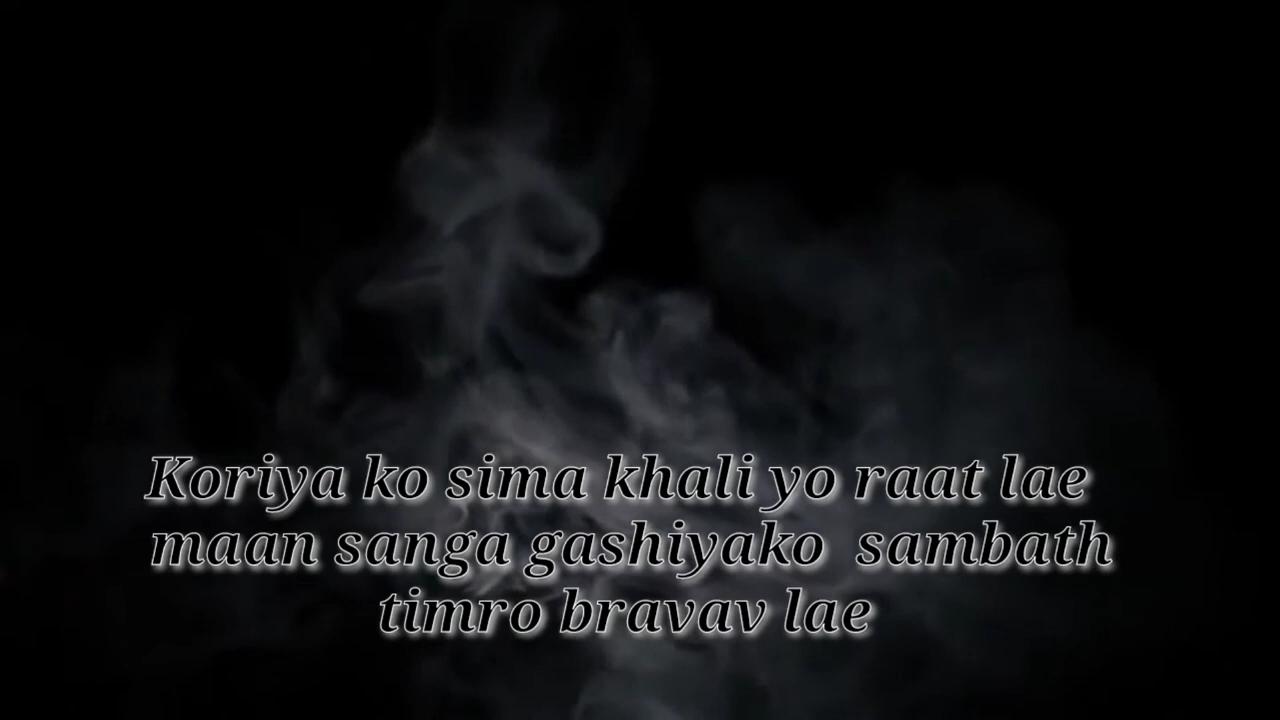 Koriya ko sima khali yo raat lae
maan sanga gashiyako sambath
timro bravav lae